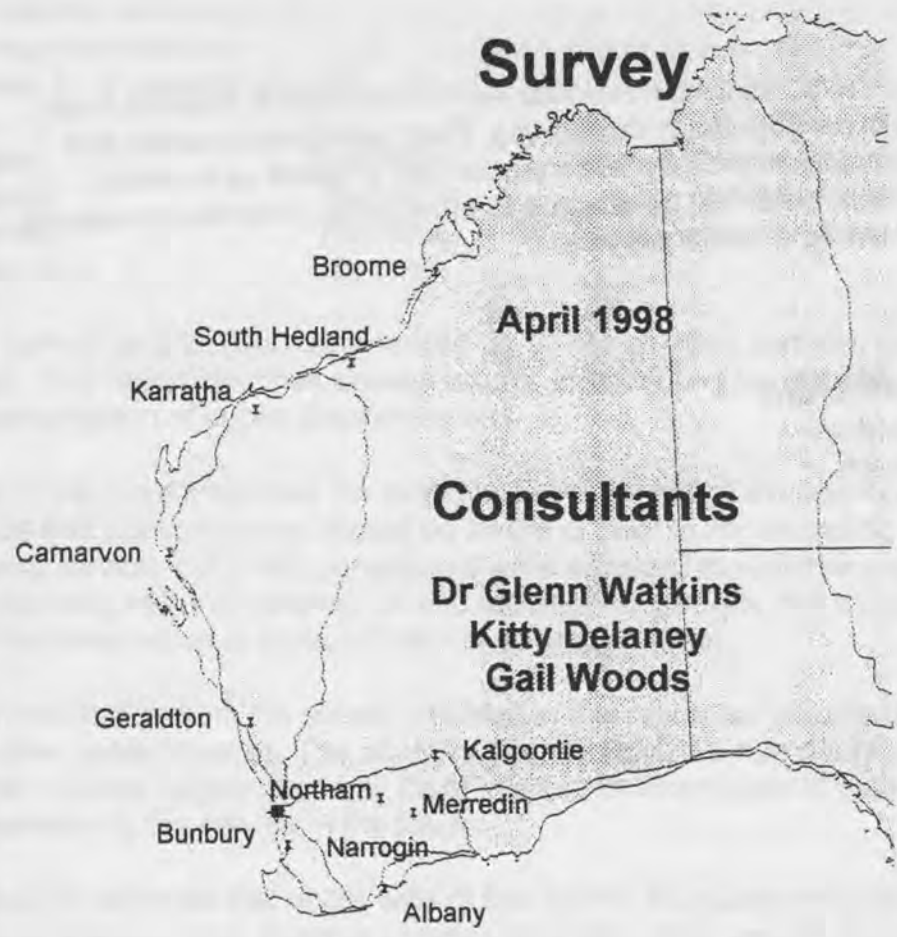 Survey
Broome
April 1998
South Hedland
Karratha
Consultants
Carnarvon
Dr Glenn Watkins
Kitty Delaney
Gail Woods
Geraldton
Kalgoorlie
Northam
Merredin
Bunbury
Narrogin
Albany